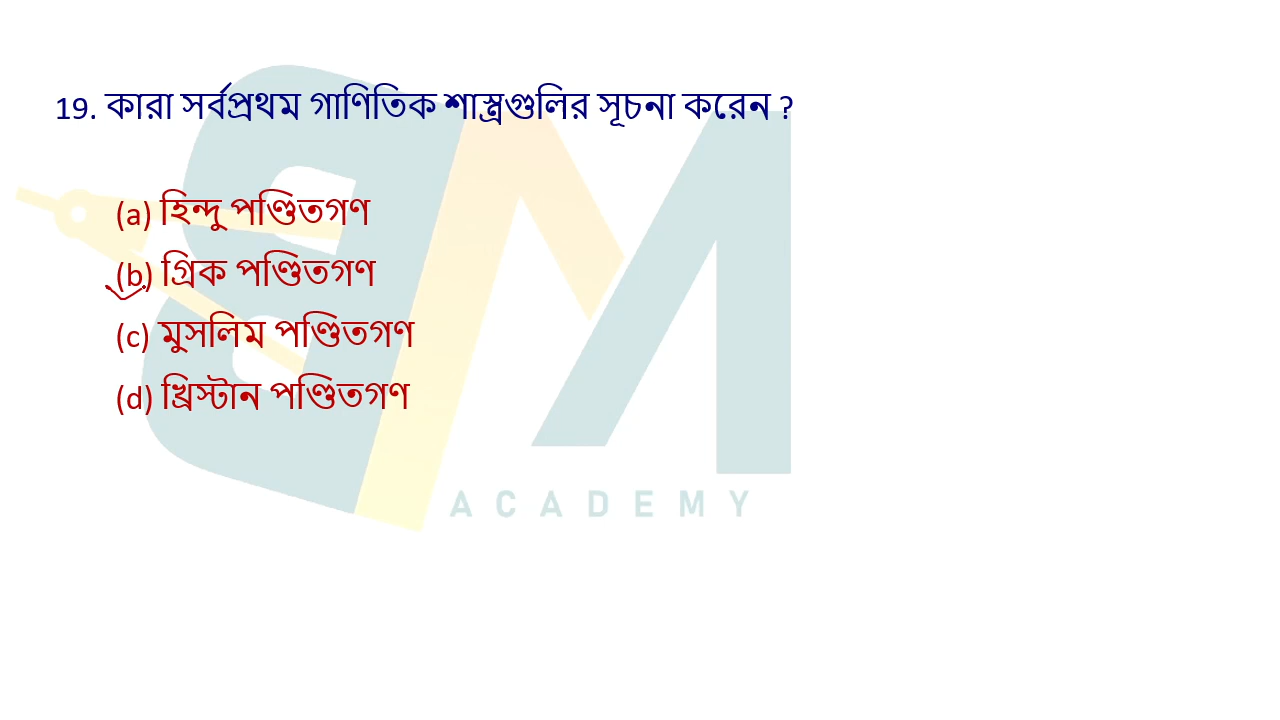 19. কারা সর্বপ্রথম গাণিতিক শাস্ত্রগুলির সূচনা করেন ?
(a) হিন্দু পণ্ডিতগণ
(b) গ্রিক পণ্ডিতগণ
(c) মুসলিম পণ্ডিতগণ
(d) খ্রিস্টান পণ্ডিতগণ
ACADEMY